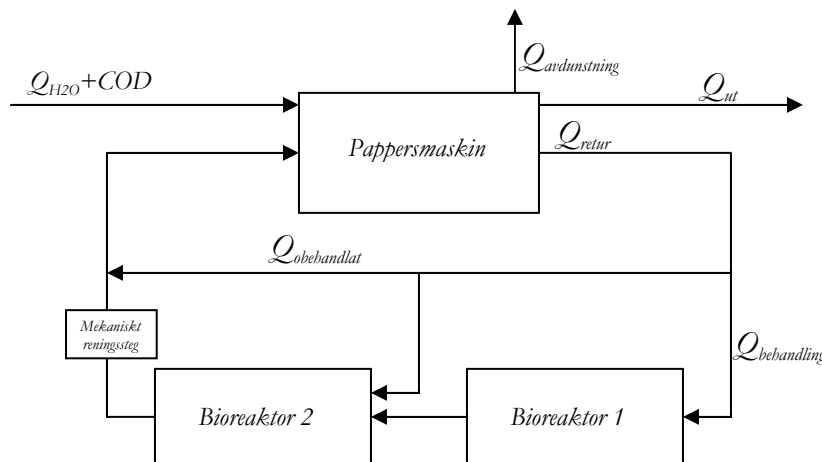 Q_avdunstning
Q_H2O+COD
Q_ut
Pappersmaskin
Q_retur
Q_obehandlat
Mekaniskt
reningssteg
Q_behandling
Bioreaktor 2
Bioreaktor 1